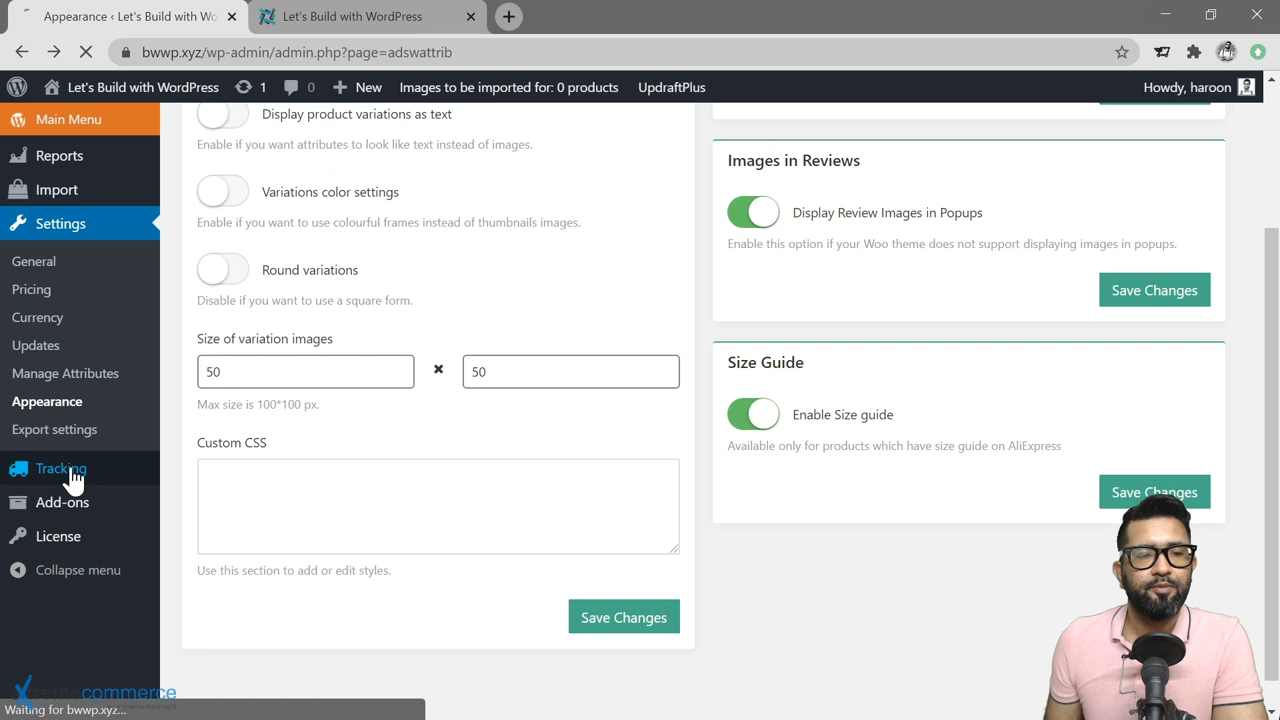 Appearance ‹ Let's Build with Wo
Let's Build with WordPress
bwwp.xyz/wp-admin/admin.php?page=adswattrib
Let's Build with WordPress
1
0
New
Images to be imported for: 0 products
UpdraftPlus
Howdy, haroon
Main Menu
Reports
Import
Settings
General
Pricing
Currency
Updates
Manage Attributes
Appearance
Export settings
Tracking
Add-ons
License
Collapse menu
Display product variations as text
Enable if you want attributes to look like text instead of images.
Variations color settings
Enable if you want to use colourful frames instead of thumbnails images.
Round variations
Disable if you want to use a square form.
Size of variation images
50
×
50
Max size is 100*100 px.
Custom CSS
Use this section to add or edit styles.
Save Changes
Images in Reviews
Display Review Images in Popups
Enable this option if your Woo theme does not support displaying images in popups.
Save Changes
Size Guide
Enable Size guide
Available only for products which have size guide on AliExpress
Save Changes
Xtremecommerce
Waiting for bwwp.xyz...